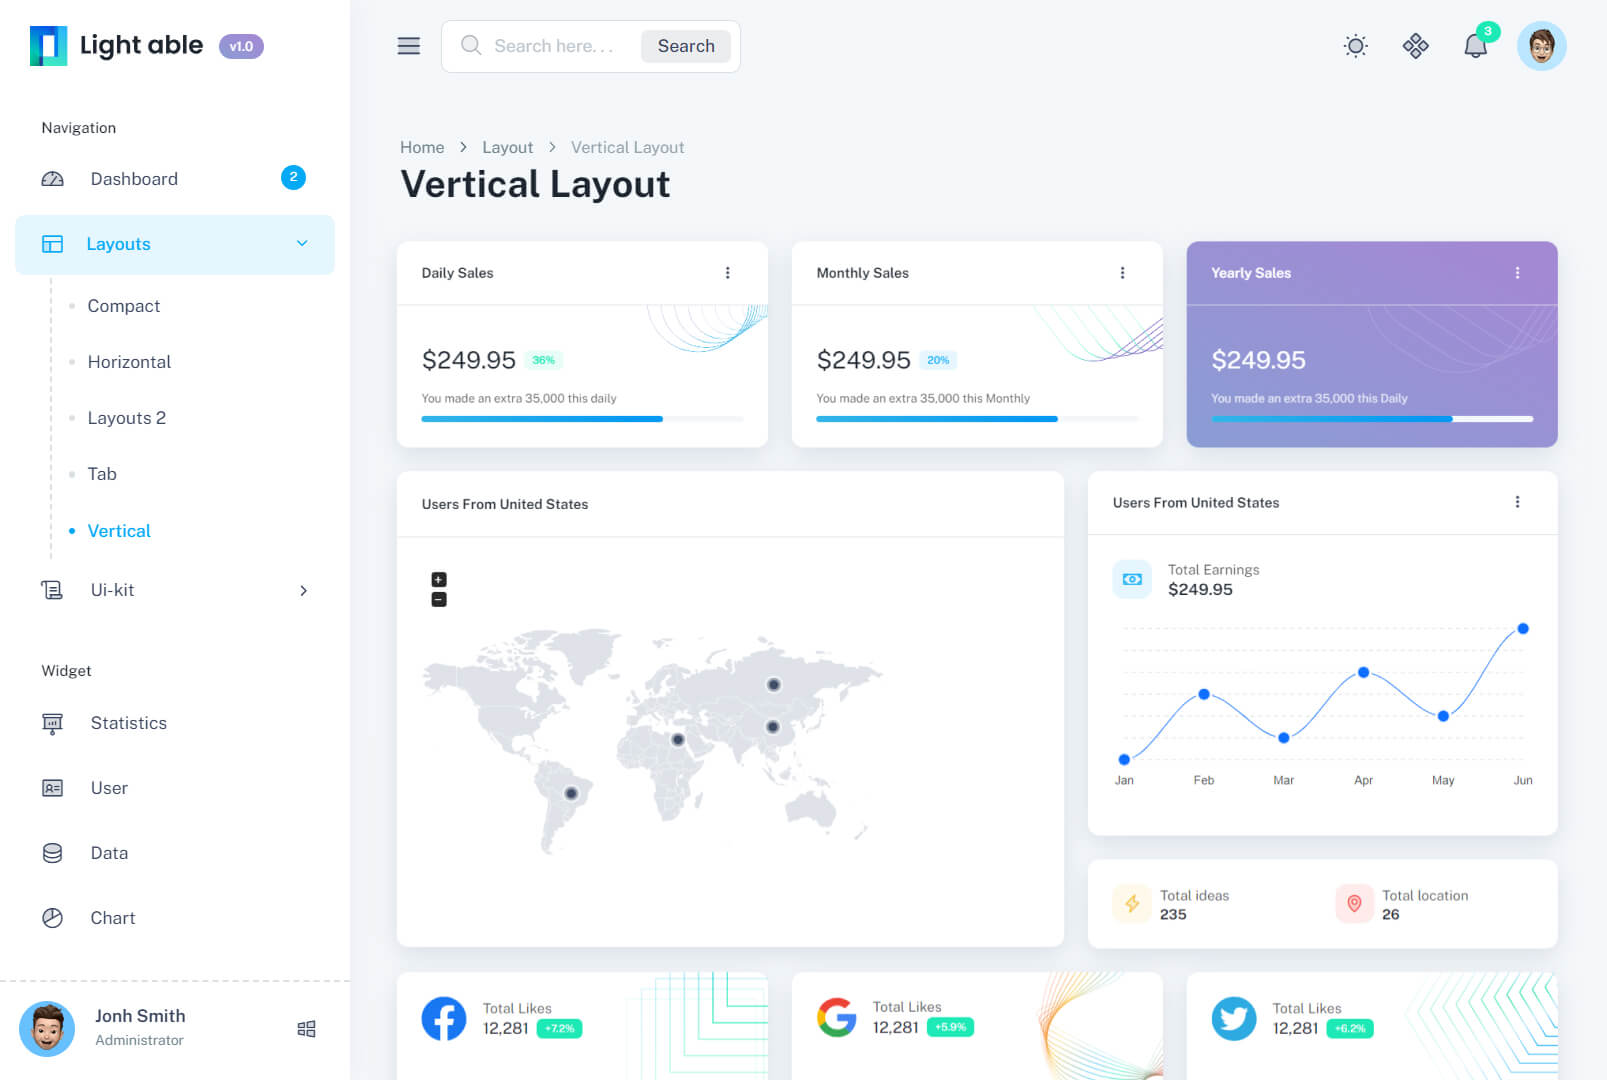 Light able v1.0
Search here. . . Search
3
Navigation
Dashboard 2
Layouts
Compact
Horizontal
Layouts 2
Tab
Vertical
Ui-kit
Widget
Statistics
User
Data
Chart
Jonh Smith
Administrator
Home > Layout > Vertical Layout
Vertical Layout
Daily Sales
$249.95 36%
You made an extra 35,000 this daily
Monthly Sales
$249.95 20%
You made an extra 35,000 this Monthly
Yearly Sales
$249.95
You made an extra 35,000 this Daily
Users From United States
+
−
Users From United States
Total Earnings
$249.95
Jan Feb Mar Apr May Jun
Total ideas
235
Total location
26
Total Likes
12,281 +7.2%
Total Likes
12,281 +5.9%
Total Likes
12,281 +6.2%